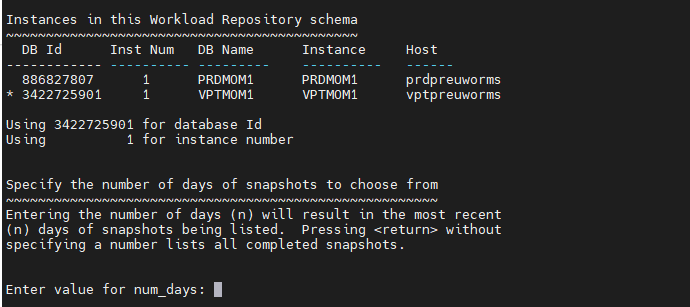 Instances in this Workload Repository schema
~~~~~~~~~~~~~~~~~~~~~~~~~~~~~~~~~~~~~~~~~~~~
  DB Id      Inst Num   DB Name    Instance     Host
------------ ---------- ---------  ----------   ------
  886827807      1      PRDMOM1    PRDMOM1      prdpreuworms
* 3422725901     1      VPTMOM1    VPTMOM1      vptpreuworms
Using 3422725901 for database Id
Using          1 for instance number
Specify the number of days of snapshots to choose from
~~~~~~~~~~~~~~~~~~~~~~~~~~~~~~~~~~~~~~~~~~~~~~~~~~~~~~
Entering the number of days (n) will result in the most recent
(n) days of snapshots being listed.  Pressing <return> without
specifying a number lists all completed snapshots.
Enter value for num_days: